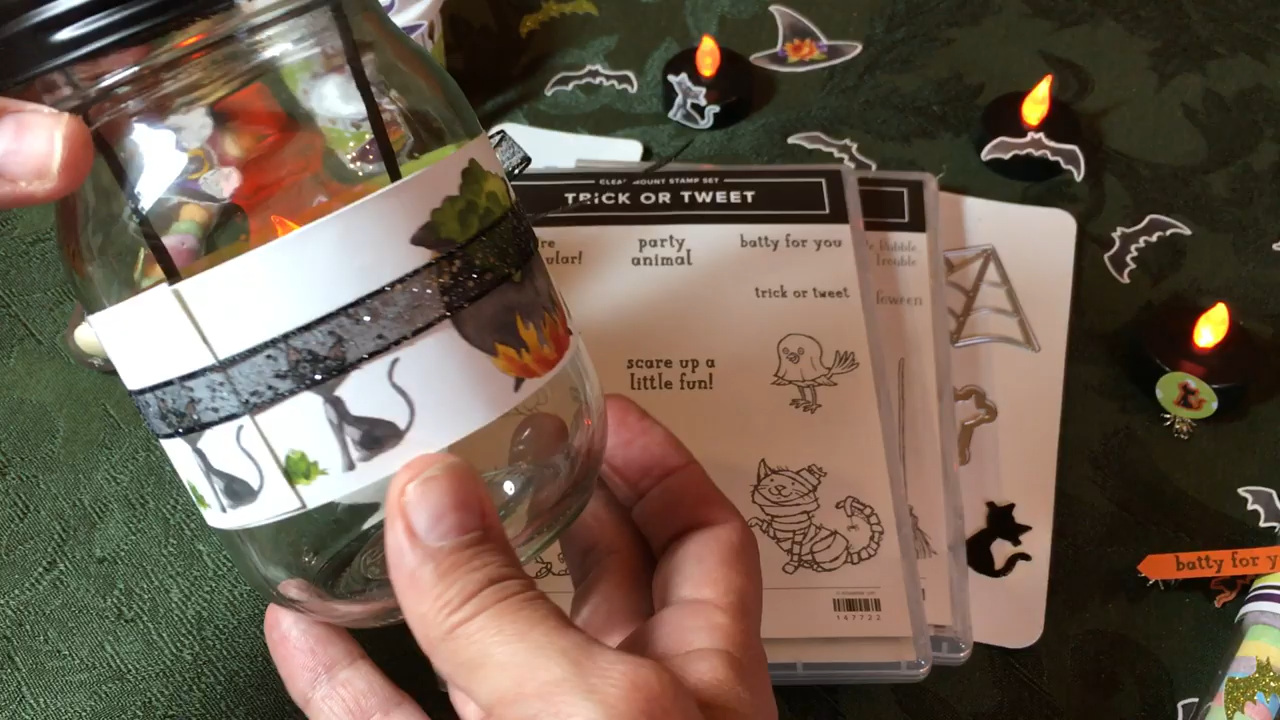 CLEAR MOUNT STAMP SET
TRICK OR TWEET
party
animal
batty for you
trick or tweet
scare up a
little fun!
147722
batty for y